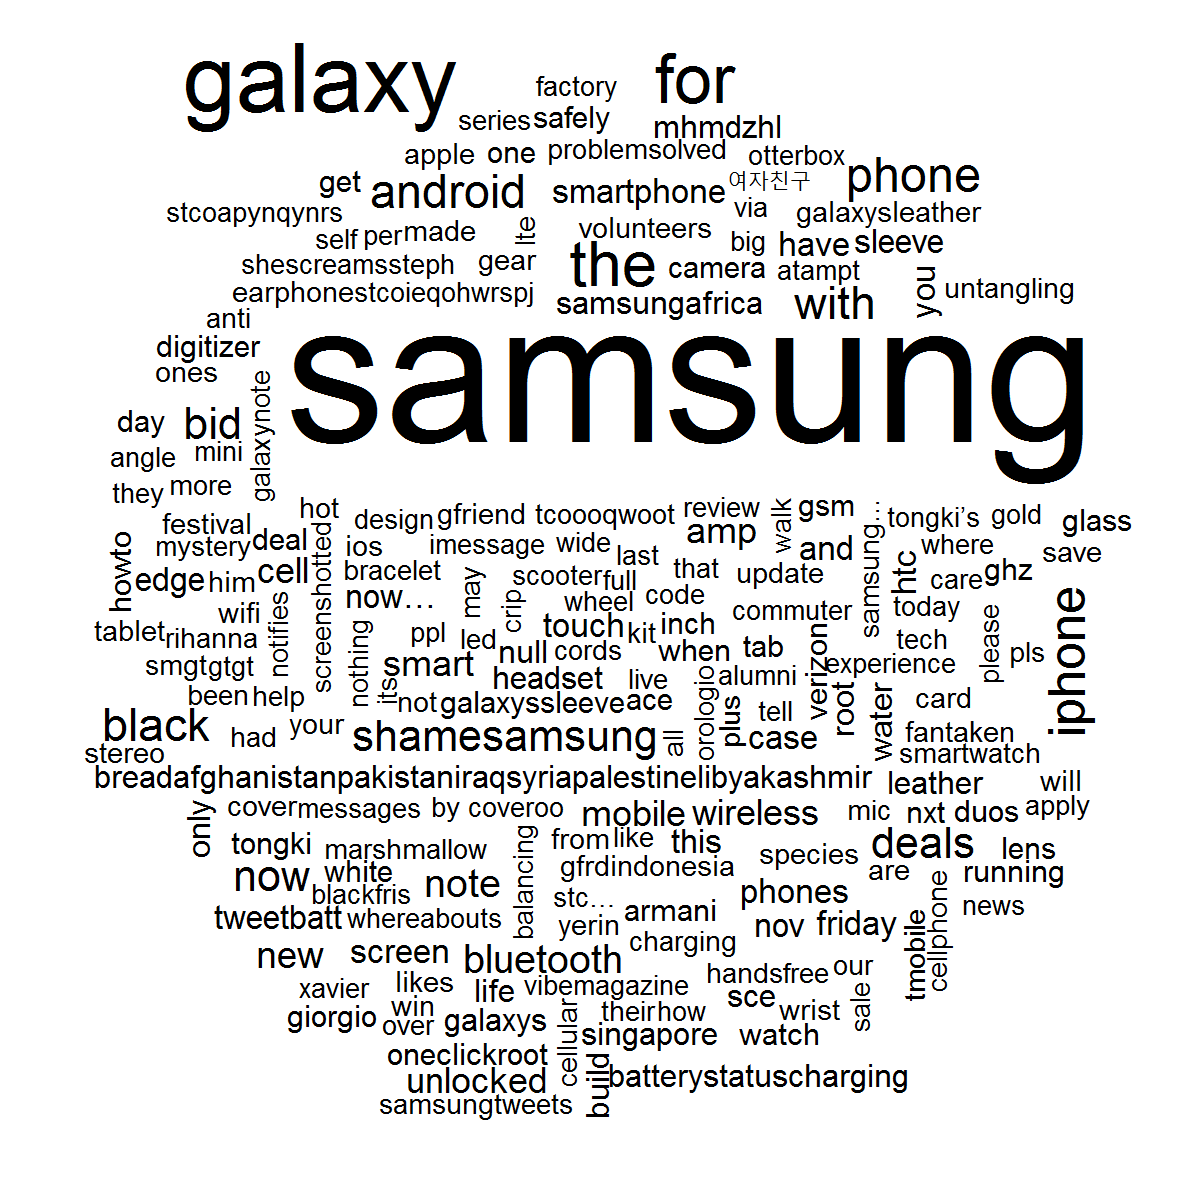 galaxy for
factory
series safely mhmdzhl
apple one problemsolved otterbox
get android smartphone 여자친구 phone
stcoapynqynrs via galaxysleather
self per made lte volunteers big have sleeve
shescreamssteph gear the camera atampt
earphonestcoieqohwrspj samsungafrica with you untangling
anti
digitizer
ones
samsung
day bid galaxynote
angle mini
they more
hot design gfriend tcoooqwoot review walk gsm samsung… tongki’s gold glass
festival
mystery deal ios imessage wide last amp and where save
howto edge him cell screenshotted bracelet scooter full that update htc care ghz
wifi notifies now… may crip wheel code commuter today please iphone
tablet rihanna nothing ppl led touch kit inch verizon tech
smgtgtgt smart null cords when tab experience pls
been help its not headset live orologio alumni root water card
galaxyssleeve ace plus tell
black had your shamesamsung all case fantaken
stereo smartwatch
breadafghanistanpakistaniraqsyriapalestinelibyakashmir leather will
only cover messages by coveroo mobile wireless mic nxt duos apply
tongki marshmallow balancing from like this species deals lens
now white note gfrdindonesia are running
blackfris stc… phones cellphone
tweetbatt whereabouts yerin armani nov friday tmobile news
new screen bluetooth charging
xavier likes life vibemagazine handsfree our sale
giorgio win over galaxys cellular their how sce wrist
singapore watch
oneclickroot
unlocked build batterystatuscharging
samsungtweets